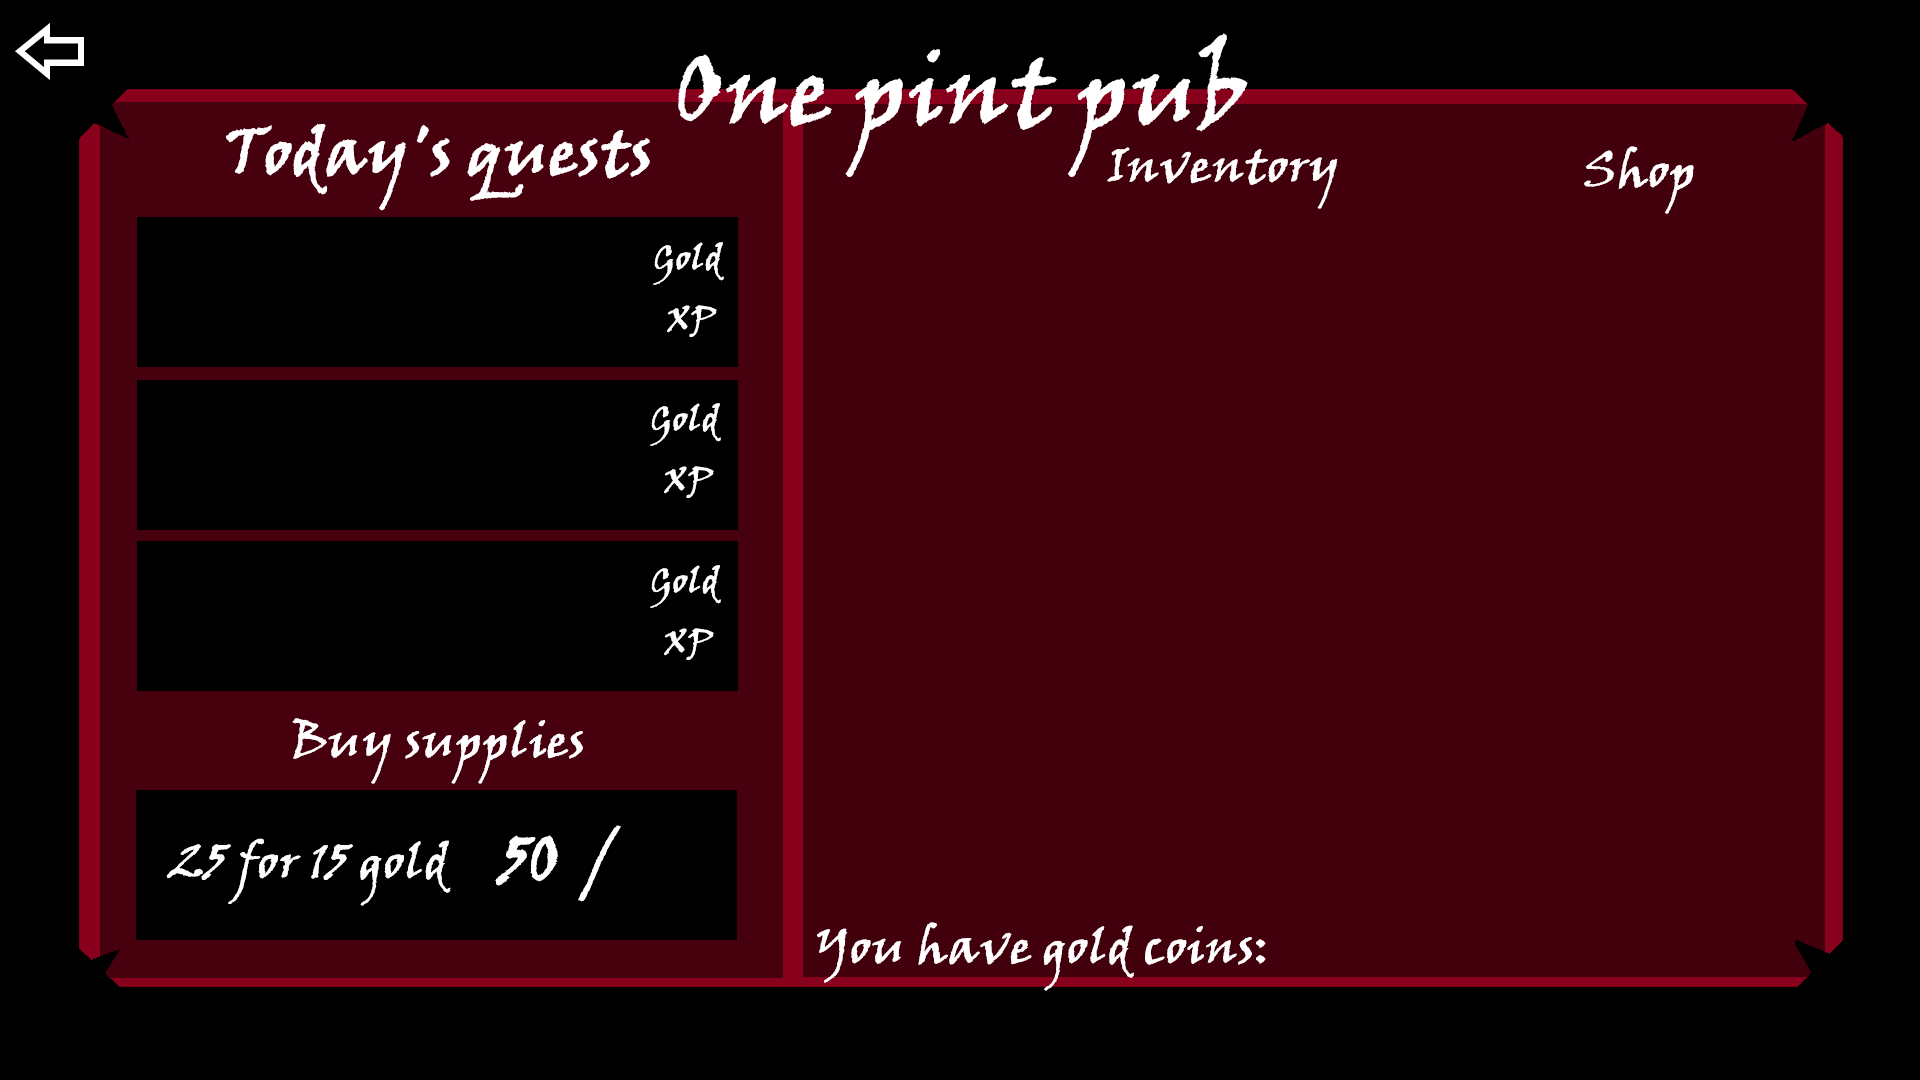 One pint pub
Today's quests
Inventory
Shop
Gold
XP
Gold
XP
Gold
XP
Buy supplies
25 for 15 gold 50 /
You have gold coins: